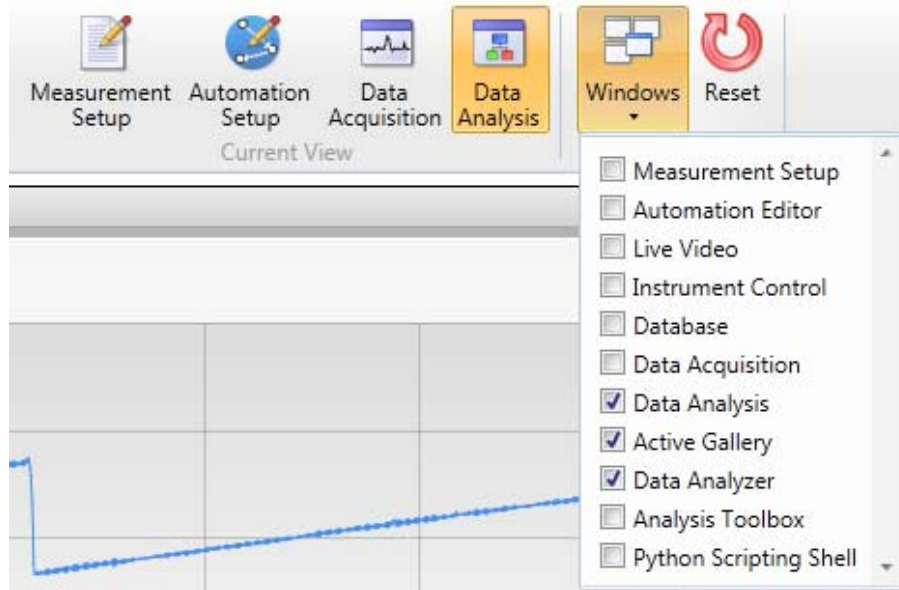 Measurement
Setup
Automation
Setup
Data
Acquisition
Data
Analysis
Current View
Windows
Reset
Measurement Setup
Automation Editor
Live Video
Instrument Control
Database
Data Acquisition
Data Analysis
Active Gallery
Data Analyzer
Analysis Toolbox
Python Scripting Shell